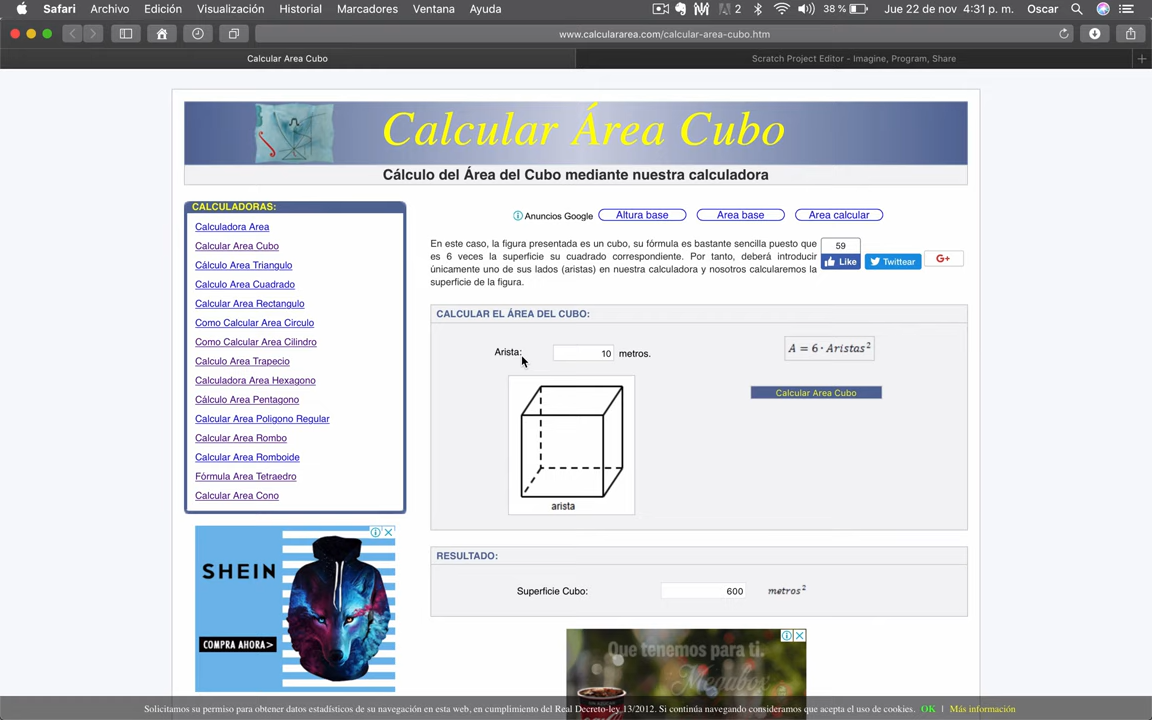 Safari Archivo Edición Visualización Historial Marcadores Ventana Ayuda 2 38 % Jue 22 de nov 4:31 p. m. Oscar
www.calculararea.com/calcular-area-cubo.htm
Calcular Area Cubo Scratch Project Editor - Imagine, Program, Share
Calcular Área Cubo
Cálculo del Área del Cubo mediante nuestra calculadora
CALCULADORAS:
Calculadora Area
Calcular Area Cubo
Cálculo Area Triangulo
Calculo Area Cuadrado
Calcular Area Rectangulo
Como Calcular Area Circulo
Como Calcular Area Cilindro
Calculo Area Trapecio
Calculadora Area Hexagono
Cálculo Area Pentagono
Calcular Area Poligono Regular
Calcular Area Rombo
Calcular Area Romboide
Fórmula Area Tetraedro
Calcular Area Cono
Anuncios Google Altura base Area base Area calcular
En este caso, la figura presentada es un cubo, su fórmula es bastante sencilla puesto que
es 6 veces la superficie su cuadrado correspondiente. Por tanto, deberá introducir
únicamente uno de sus lados (aristas) en nuestra calculadora y nosotros calcularemos la
superficie de la figura.
59
Like Twittear G+
CALCULAR EL ÁREA DEL CUBO:
Arista: 10 metros.
A = 6 · Aristas²
Calcular Area Cubo
arista
RESULTADO:
Superficie Cubo: 600 metros²
SHEIN
COMPRA AHORA>
Que tenemos para ti.
Megabox
Solicitamos su permiso para obtener datos estadísticos de su navegación en esta web, en cumplimiento del Real Decreto-ley 13/2012. Si continúa navegando consideramos que acepta el uso de cookies. OK | Más información